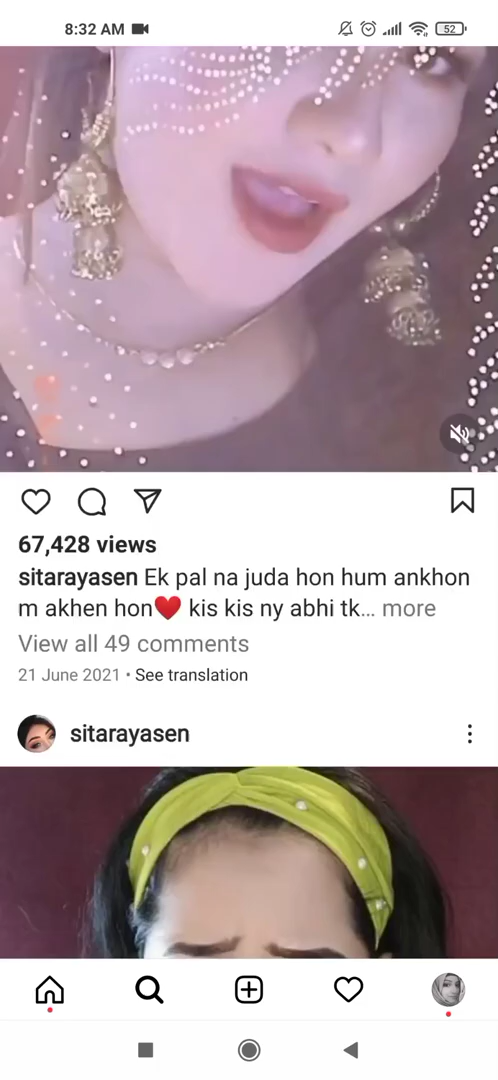 8:32 AM
52
67,428 views
sitarayasen Ek pal na juda hon hum ankhon
m akhen hon❤️ kis kis ny abhi tk... more
View all 49 comments
21 June 2021 • See translation
sitarayasen